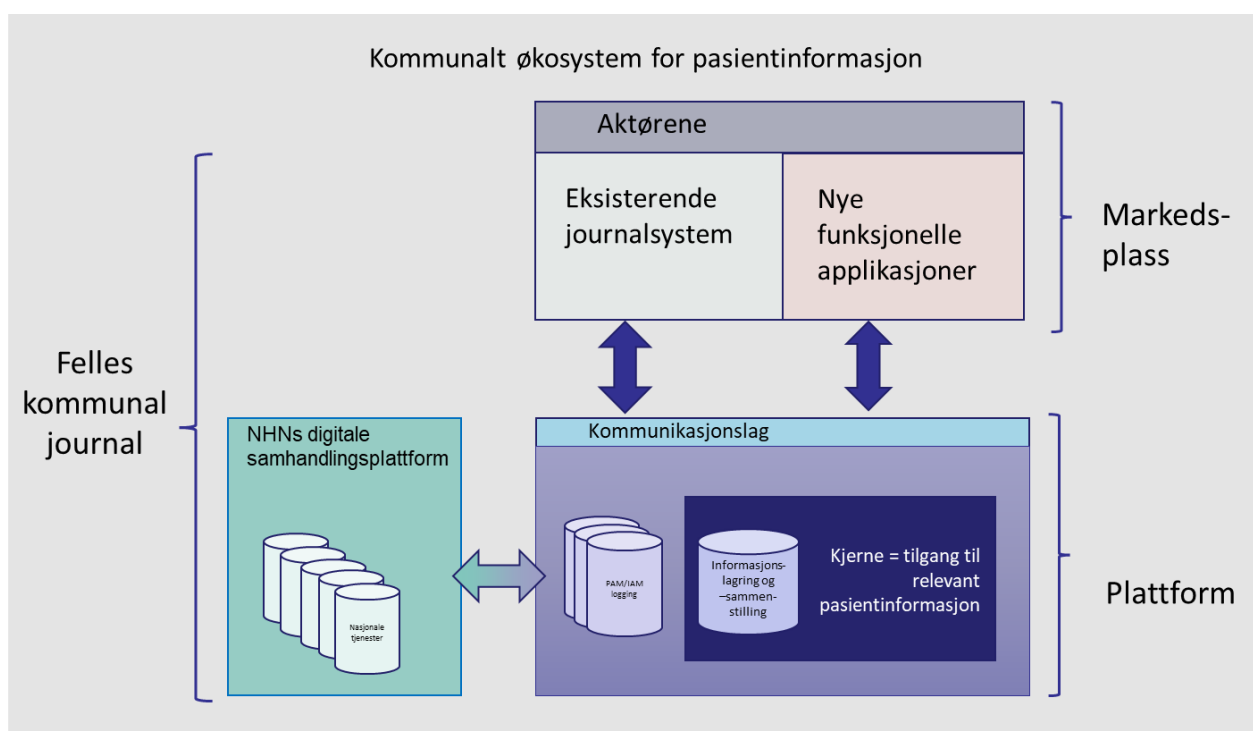 Kommunalt økosystem for pasientinformasjon
Aktørene
Eksisterende
journalsystem
Nye
funksjonelle
applikasjoner
Markeds-
plass
Felles
kommunal
journal
NHNs digitale
samhandlingsplattform
Nasjonale
tjenester
Kommunikasjonslag
PAM/IAM
logging
Informasjons-
lagring og
–sammen-
stilling
Kjerne = tilgang til
relevant
pasientinformasjon
Plattform